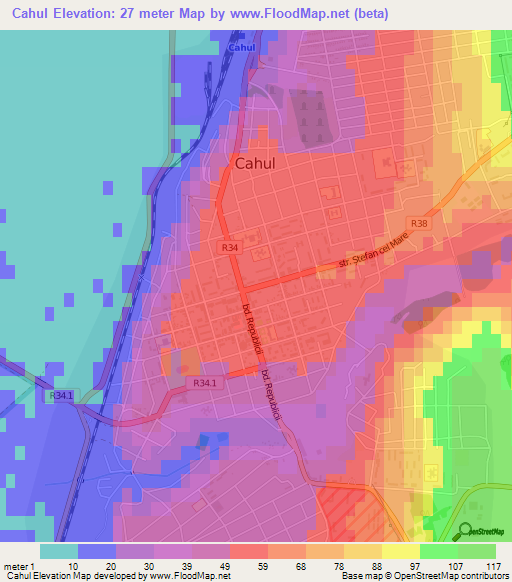 Cahul Elevation: 27 meter Map by www.FloodMap.net (beta)
Cahul
Cahul
R38
R34
str. Stefan cel Mare
bd. Republicii
R34.1
bd. Republicii
R34.1
OpenStreetMap
meter 1 10 20 29 39 49 59 68 78 88 97 107 117
Cahul Elevation Map developed by www.FloodMap.net
Base map © OpenStreetMap contributors